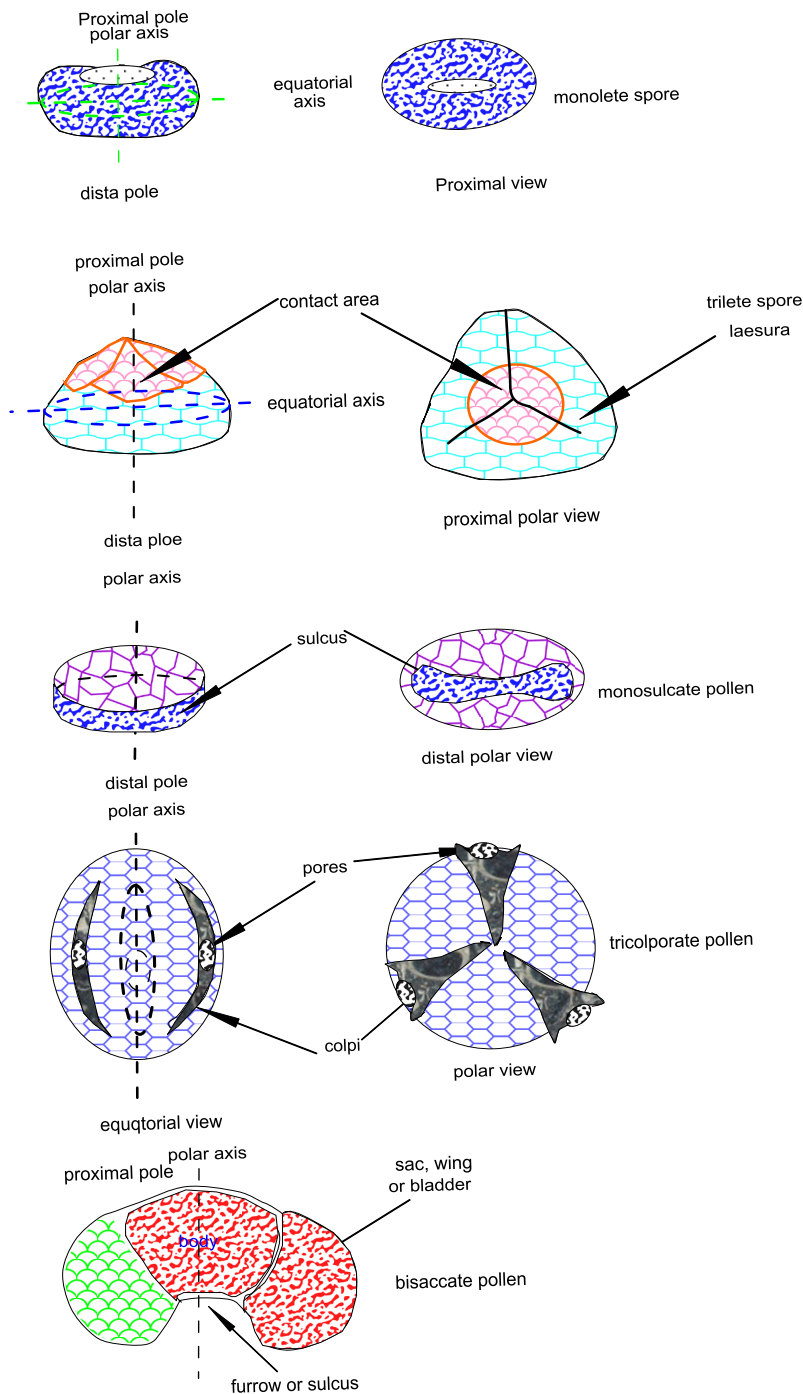 Proximal pole
polar axis
equatorial
axis
monolete spore
dista pole
Proximal view
proximal pole
polar axis
contact area
trilete spore
laesura
equatorial axis
proximal polar view
dista ploe
polar axis
sulcus
monosulcate pollen
distal polar view
distal pole
polar axis
pores
tricolporate pollen
colpi
polar view
equqtorial view
polar axis
proximal pole
sac, wing
or bladder
body
bisaccate pollen
furrow or sulcus